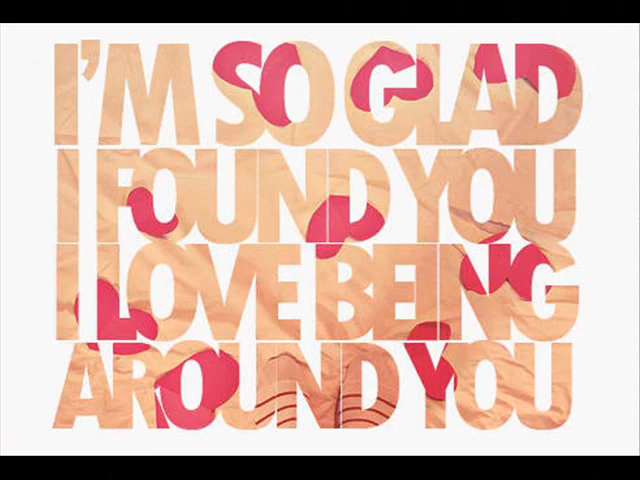 I'M SO GLAD
I FOUND YOU
I LOVE BEING
AROUND YOU